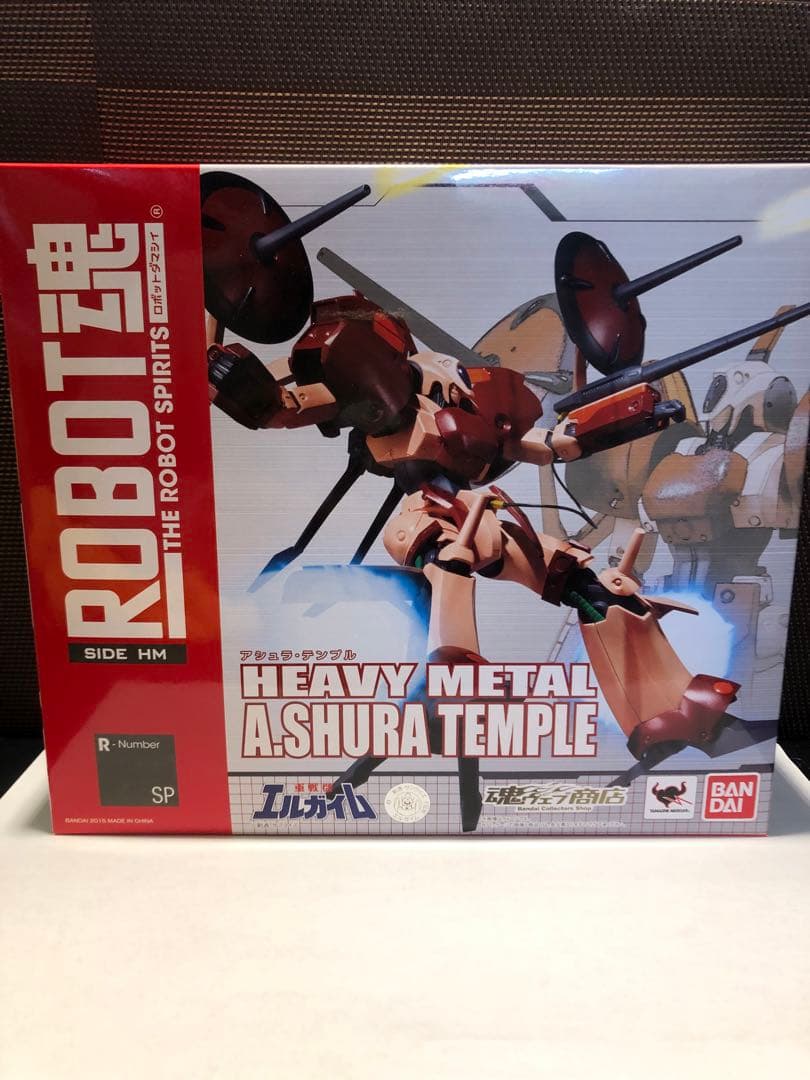 ROBOT魂
THE ROBOT SPIRITS
ロボットダマシイ
®
SIDE HM
R - Number
SP
BANDAI 2015 MADE IN CHINA
アシュラ・テンプル
HEAVY METAL
A.SHURA TEMPLE
重戦機
エルガイム
魂ウェブ商店
Bandai Collectors Shop
BAN
DAI